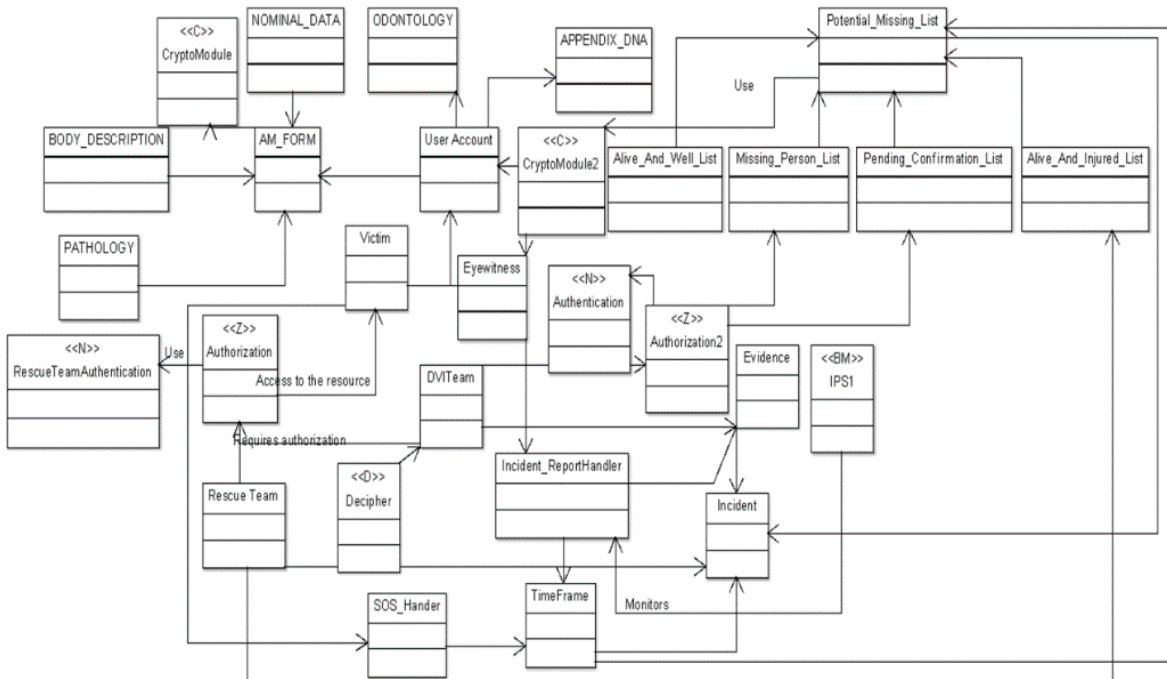 <<C>>
CryptoModule
NOMINAL_DATA
ODONTOLOGY
APPENDIX_DNA
Potential_Missing_List
Use
BODY_DESCRIPTION
AM_FORM
User Account
<<C>>
CryptoModule2
Alive_And_Well_List
Missing_Person_List
Pending_Confirmation_List
Alive_And_Injured_List
PATHOLOGY
Victim
Eyewitness
<<N>>
Authentication
<<N>>
RescueTeamAuthentication
Use
<<Z>>
Authorization
Access to the resource
<<Z>>
Authorization2
DVITeam
Evidence
<<BM>>
IPS1
Requires authorization
Rescue Team
<<D>>
Decipher
Incident_ReportHandler
Incident
SOS_Hander
TimeFrame
Monitors